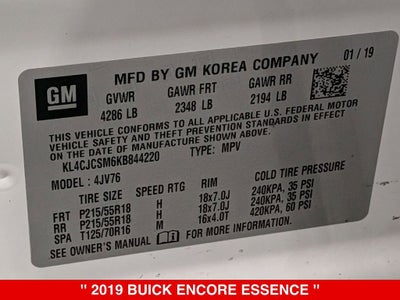 GM
MFD BY GM KOREA COMPANY
01/19
GVWR GAWR FRT GAWR RR
4286 LB 2348 LB 2194 LB
THIS VEHICLE CONFORMS TO ALL APPLICABLE U.S. FEDERAL MOTOR
VEHICLE SAFETY, BUMPER, AND THEFT PREVENTION STANDARDS IN EFFECT ON THE
DATE OF MANUFACTURE SHOWN ABOVE.
KL4CJCSM6KB844220 TYPE: MPV
MODEL: 4JV76
TIRE SIZE SPEED RTG RIM COLD TIRE PRESSURE
FRT P215/55R18 H 18x7.0J 240KPA, 35 PSI
RR P215/55R18 H 18x7.0J 240KPA, 35 PSI
SPA T125/70R16 M 16x4.0T 420KPA, 60 PSI
SEE OWNER'S MANUAL FOR MORE INFORMATION.
" 2019 BUICK ENCORE ESSENCE "